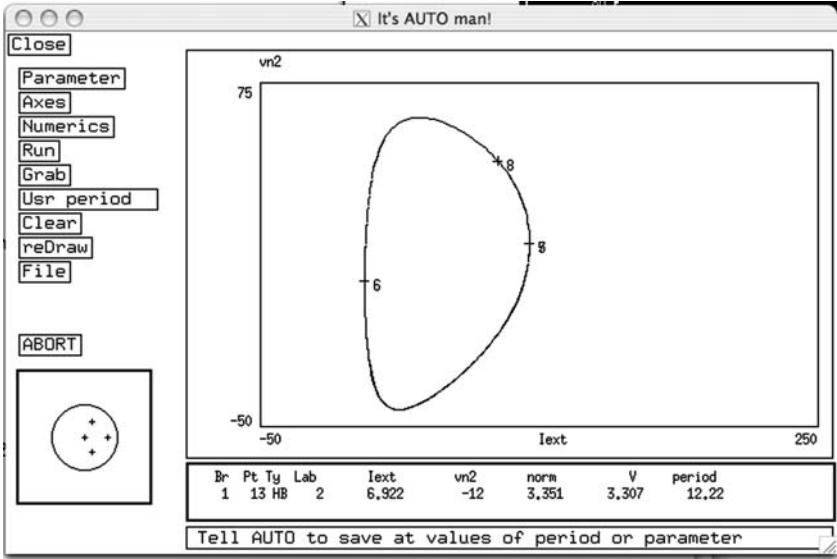 It's AUTO man!
Close
Parameter
Axes
Numerics
Run
Grab
Usr period
Clear
reDraw
File
ABORT
vn2
75
8
6
-50
-50 Iext 250
Br Pt Ty Lab Iext vn2 norm V period
1 13 HB 2 6.922 -12 3.351 3.307 12.22
Tell AUTO to save at values of period or parameter